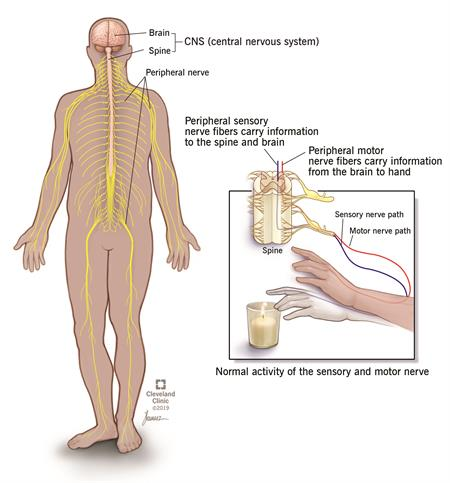 Brain
CNS (central nervous system)
Spine
Peripheral nerve
Peripheral sensory
nerve fibers carry information
to the spine and brain
Peripheral motor
nerve fibers carry information
from the brain to hand
Sensory nerve path
Motor nerve path
Spine
Normal activity of the sensory and motor nerve
Cleveland
Clinic
©2019